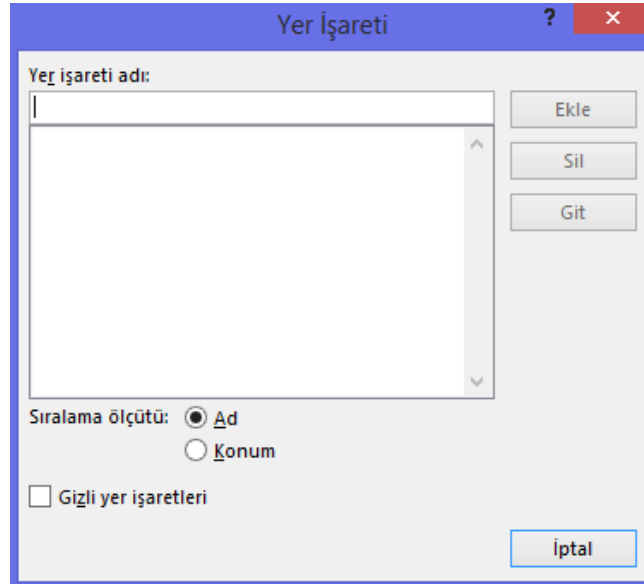 Yer İşareti
?
Yer işareti adı:
Ekle
Sil
Git
Sıralama ölçütü: Ad
Konum
Gizli yer işaretleri
İptal